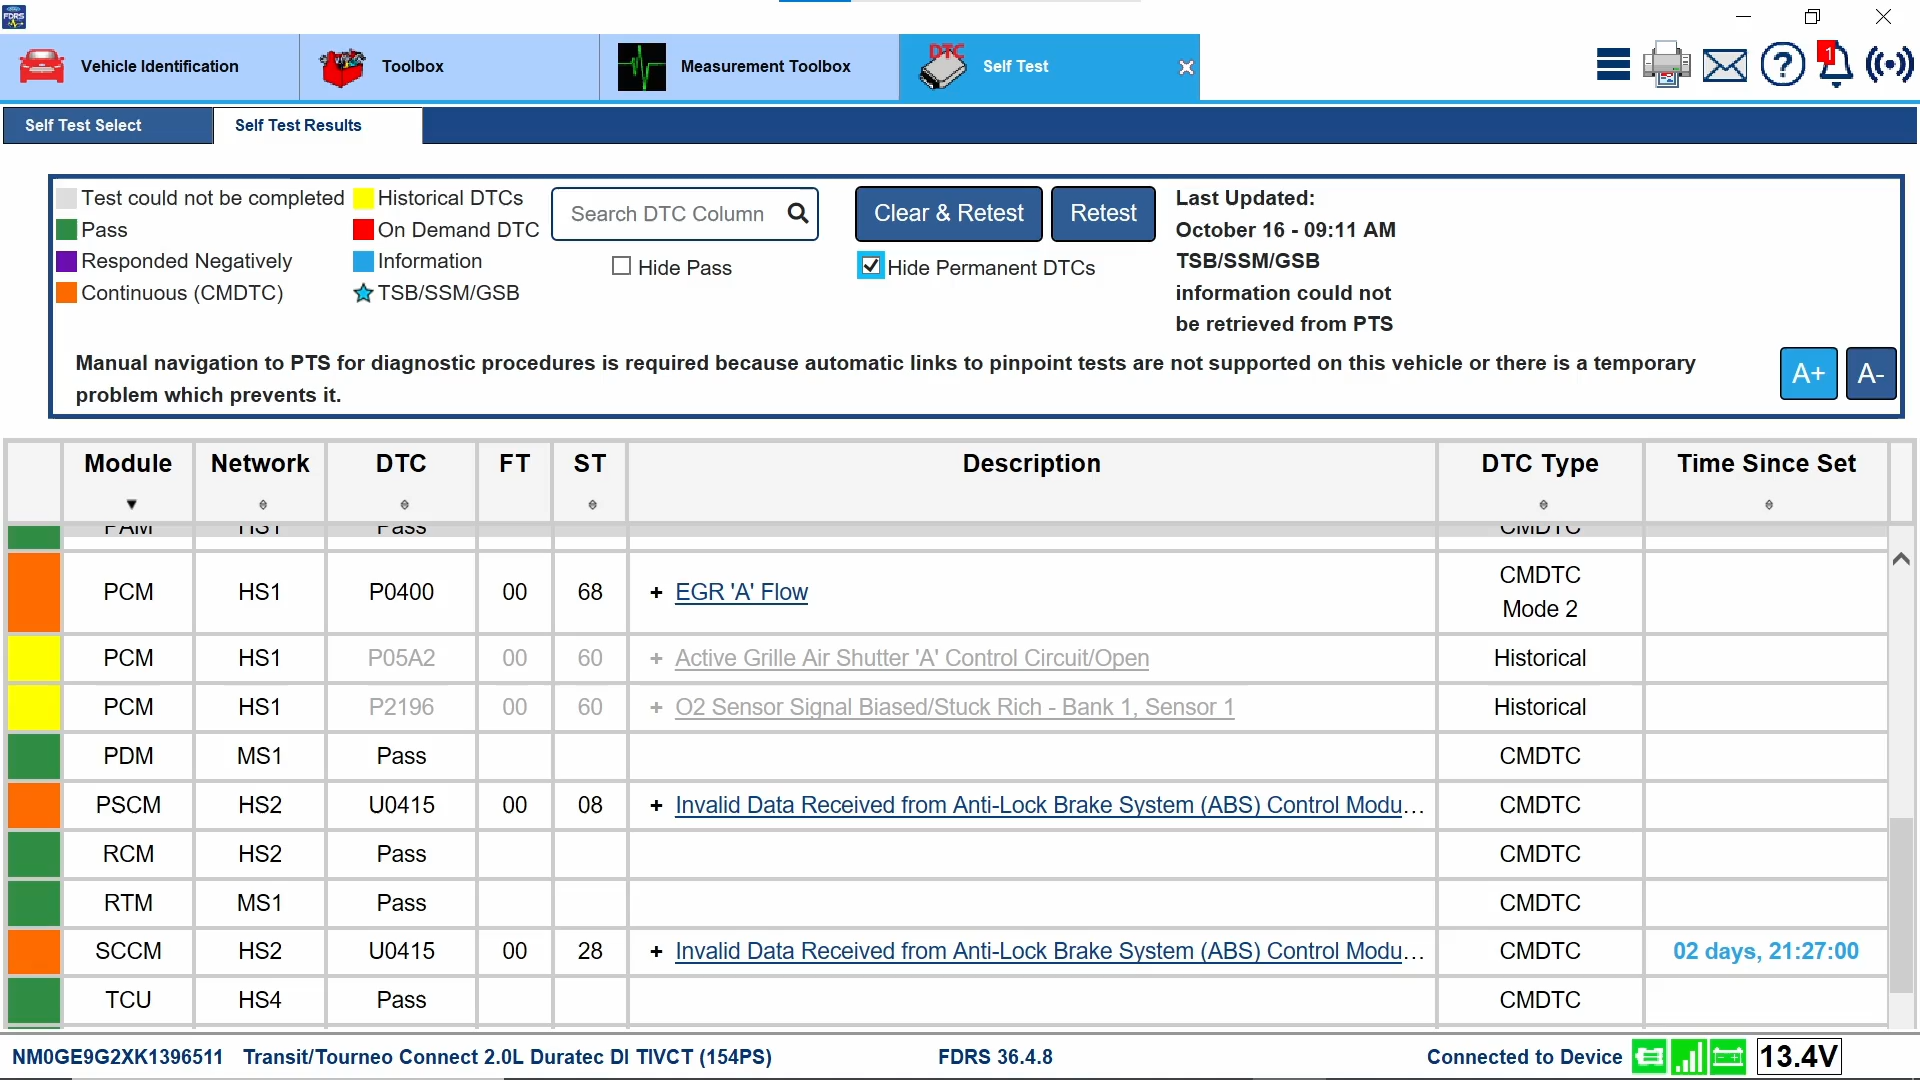 FDRS
Vehicle Identification
Toolbox
Measurement Toolbox
DTC
Self Test
1
Self Test Select
Self Test Results
Test could not be completed
Historical DTCs
Pass
On Demand DTC
Responded Negatively
Information
Continuous (CMDTC)
TSB/SSM/GSB
Search DTC Column
Hide Pass
Clear & Retest
Retest
Hide Permanent DTCs
Last Updated:
October 16 - 09:11 AM
TSB/SSM/GSB
information could not
be retrieved from PTS
Manual navigation to PTS for diagnostic procedures is required because automatic links to pinpoint tests are not supported on this vehicle or there is a temporary
problem which prevents it.
A+ A-
Module Network DTC FT ST Description DTC Type Time Since Set
PAM HS1 Pass CMDTC
PCM HS1 P0400 00 68 + EGR 'A' Flow CMDTC
Mode 2
PCM HS1 P05A2 00 60 + Active Grille Air Shutter 'A' Control Circuit/Open Historical
PCM HS1 P2196 00 60 + O2 Sensor Signal Biased/Stuck Rich - Bank 1, Sensor 1 Historical
PDM MS1 Pass CMDTC
PSCM HS2 U0415 00 08 + Invalid Data Received from Anti-Lock Brake System (ABS) Control Modu... CMDTC
RCM HS2 Pass CMDTC
RTM MS1 Pass CMDTC
SCCM HS2 U0415 00 28 + Invalid Data Received from Anti-Lock Brake System (ABS) Control Modu... CMDTC 02 days, 21:27:00
TCU HS4 Pass CMDTC
NM0GE9G2XK1396511 Transit/Tourneo Connect 2.0L Duratec DI TIVCT (154PS) FDRS 36.4.8 Connected to Device 13.4V